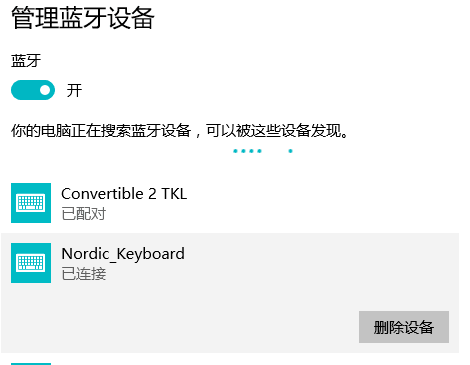 管理蓝牙设备
蓝牙
开
你的电脑正在搜索蓝牙设备，可以被这些设备发现。
Convertible 2 TKL
已配对
Nordic_Keyboard
已连接
删除设备